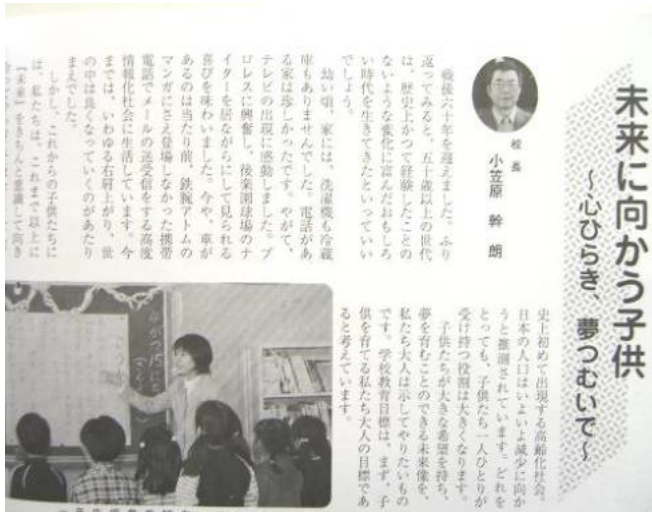 未来に向かう子供
～心ひらき、夢つむいで～
校長
小笠原 幹 朗
戦後六十年を迎えました。ふり
返ってみると、五十歳以上の世代
は、歴史上かつて経験したことの
ないような変化に富んだおもしろ
い時代を生きてきたといっていい
でしょう。
幼い頃、家には、洗濯機も冷蔵
庫もありませんでした。電話があ
る家は珍しかったです。やがて、
テレビの出現に感動しました。プ
ロレスに興奮し、後楽園球場のナ
イターを居ながらにして見られる
喜びを味わいました。今や、車が
あるのは当たり前、鉄腕アトムの
マンガにさえ登場しなかった携帯
電話でメールの送受信をする高度
情報化社会に生活しています。今
までは、いわゆる右肩上がり、世
の中は良くなっていくのがあたり
まえでした。
しかし、これからの子供たちに
は、私たちは、これまで以上に
『未来』をきちんと意識して向き
史上初めて出現する高齢化社会。
日本の人口はいよいよ減少に向か
うと推測されています。どれを
とっても、子供たち一人ひとりが
受け持つ役割は大きくなります。
子供たちが大きな希望を持ち、
夢を育むことのできる未来像を、
私たち大人は示してやりたいもの
です。学校教育目標は、まず、子
供を育てる私たち大人の目標であ
ると考えています。